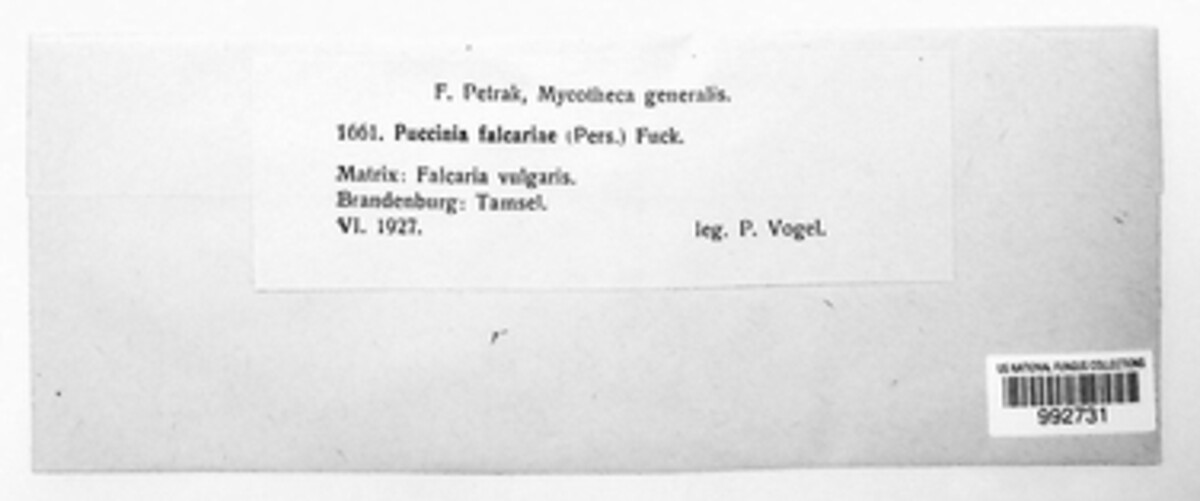 F. Petrak, Mycotheca generalis.
1661. Puccinia falcariae (Pers.) Fuck.
Matrix: Falcaria vulgaris.
Brandenburg: Tamsel.
VI. 1927. leg. P. Vogel.
US NATIONAL FUNGUS COLLECTIONS
992731